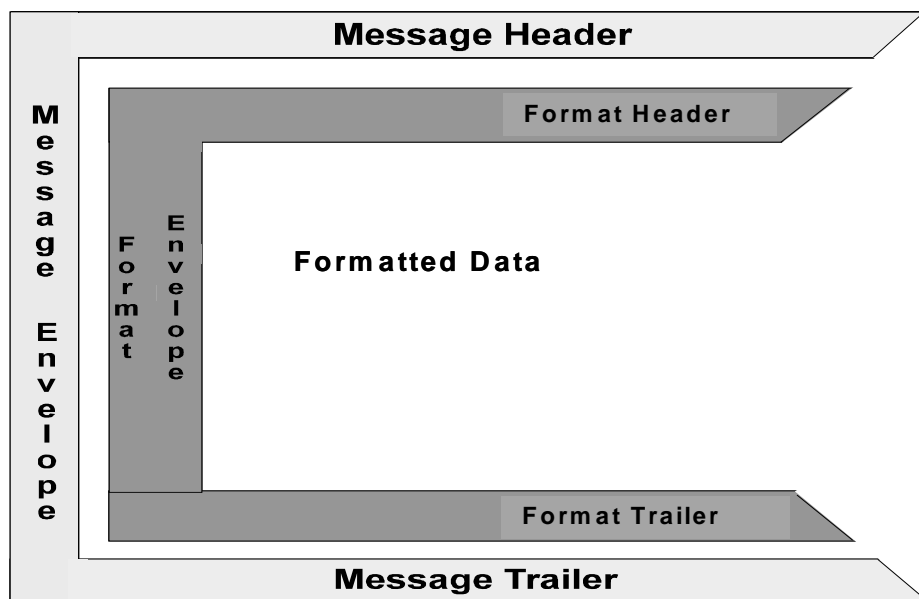 Message Header
Message Envelope
Format Header
Format
Envelope
Formatted Data
Format Trailer
Message Trailer